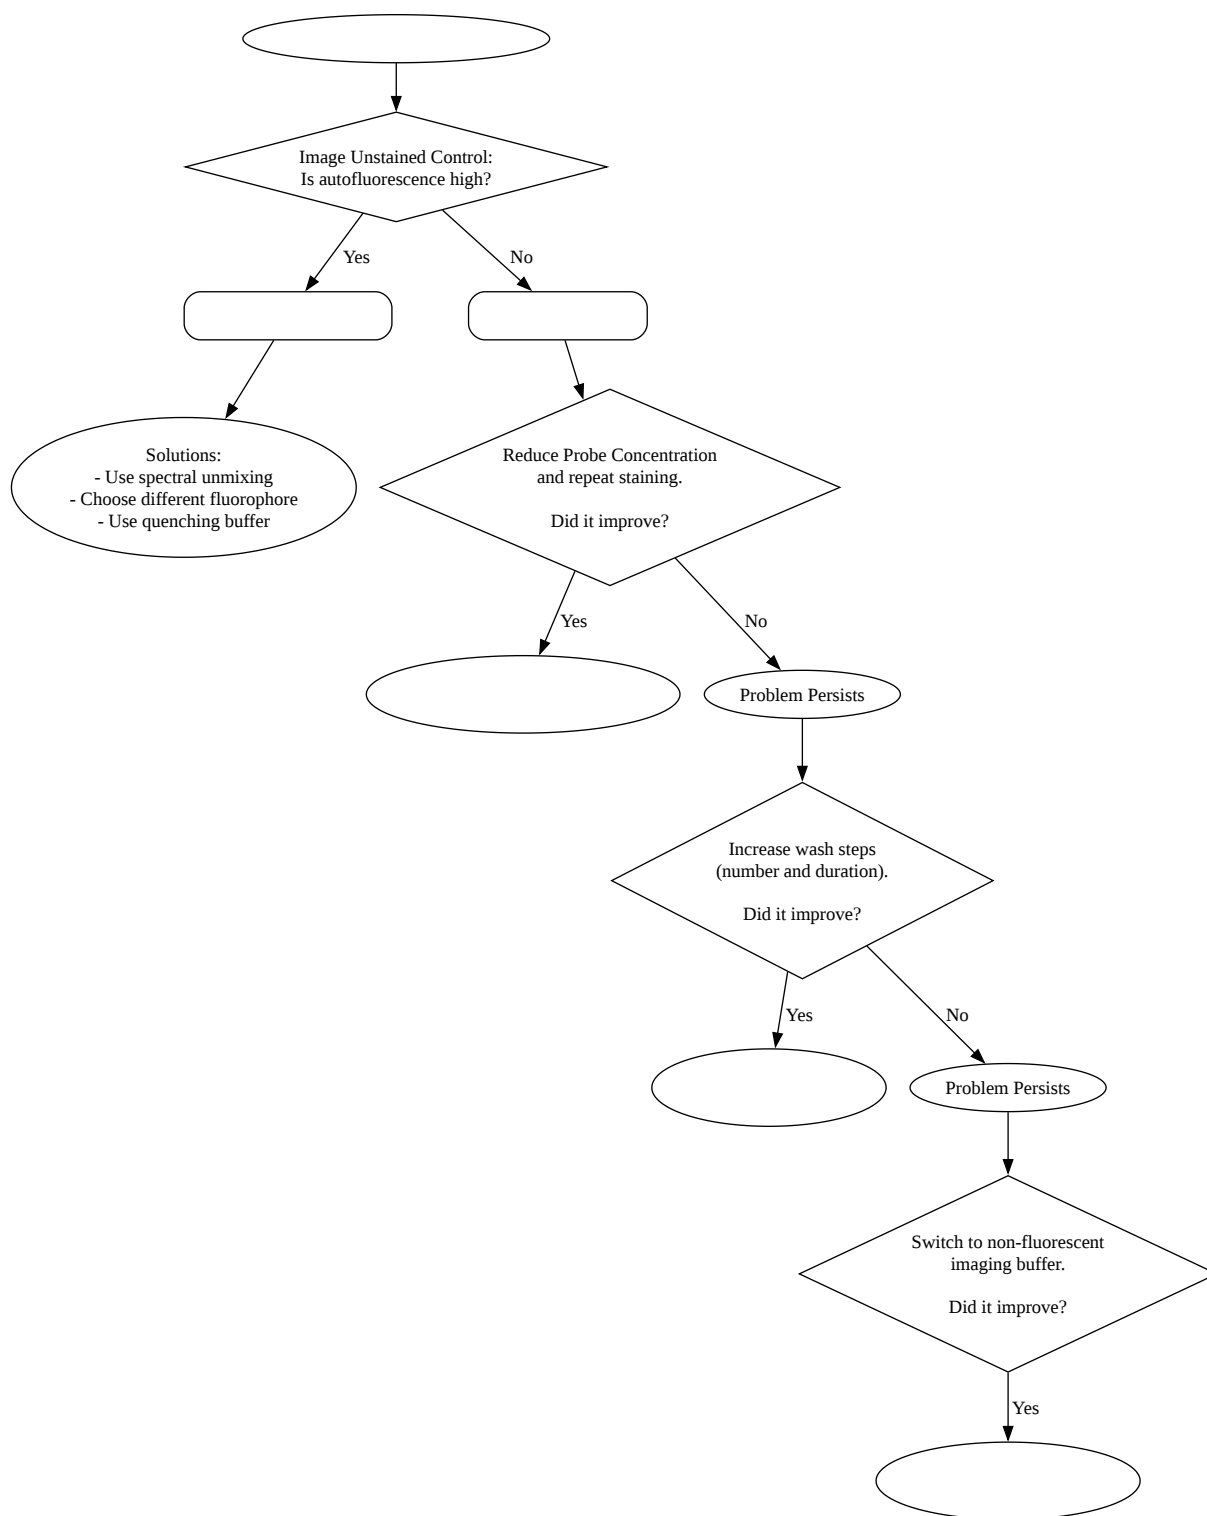 Image Unstained Control:
Is autofluorescence high?
Yes
No
Solutions:
- Use spectral unmixing
- Choose different fluorophore
- Use quenching buffer
Reduce Probe Concentration
and repeat staining.
Did it improve?
Yes
No
Problem Persists
Increase wash steps
(number and duration).
Did it improve?
Yes
No
Problem Persists
Switch to non-fluorescent
imaging buffer.
Did it improve?
Yes